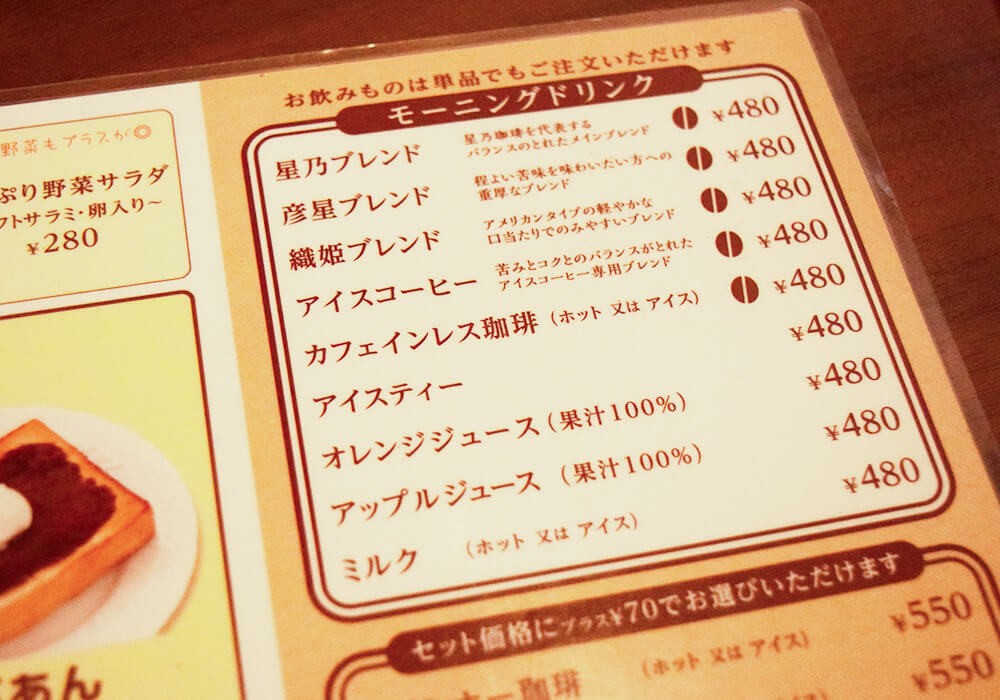 野菜もプラスが◎
ぷり野菜サラダ
フトサラミ・卵入り～
¥280
あん
お飲みものは単品でもご注文いただけます
モーニングドリンク
星乃ブレンド 星乃珈琲を代表する ¥480
バランスのとれたメインブレンド
彦星ブレンド 程よい苦味を味わいたい方への ¥480
重厚なブレンド
織姫ブレンド アメリカンタイプの軽やかな ¥480
口当たりでのみやすいブレンド
アイスコーヒー 苦みとコクとのバランスがとれた ¥480
アイスコーヒー専用ブレンド
カフェインレス珈琲 (ホット 又は アイス) ¥480
アイスティー ¥480
オレンジジュース (果汁100%) ¥480
アップルジュース (果汁100%) ¥480
ミルク (ホット 又は アイス) ¥480
セット価格にプラス¥70でお選びいただけます
ー珈琲 (ホット 又は アイス) ¥550
¥550